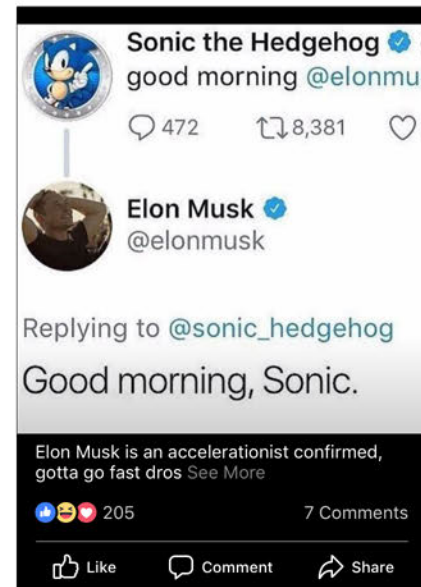 Sonic the Hedgehog
good morning @elonmu
472 8,381
Elon Musk
@elonmusk
Replying to @sonic_hedgehog
Good morning, Sonic.
Elon Musk is an accelerationist confirmed,
gotta go fast dros See More
205 7 Comments
Like Comment Share